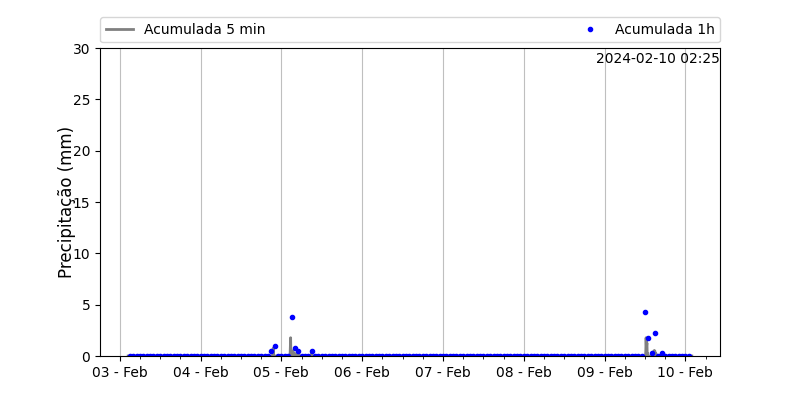 Acumulada 5 min Acumulada 1h
2024-02-10 02:25
Precipitação (mm)
30
25
20
15
10
5
0
03 - Feb 04 - Feb 05 - Feb 06 - Feb 07 - Feb 08 - Feb 09 - Feb 10 - Feb